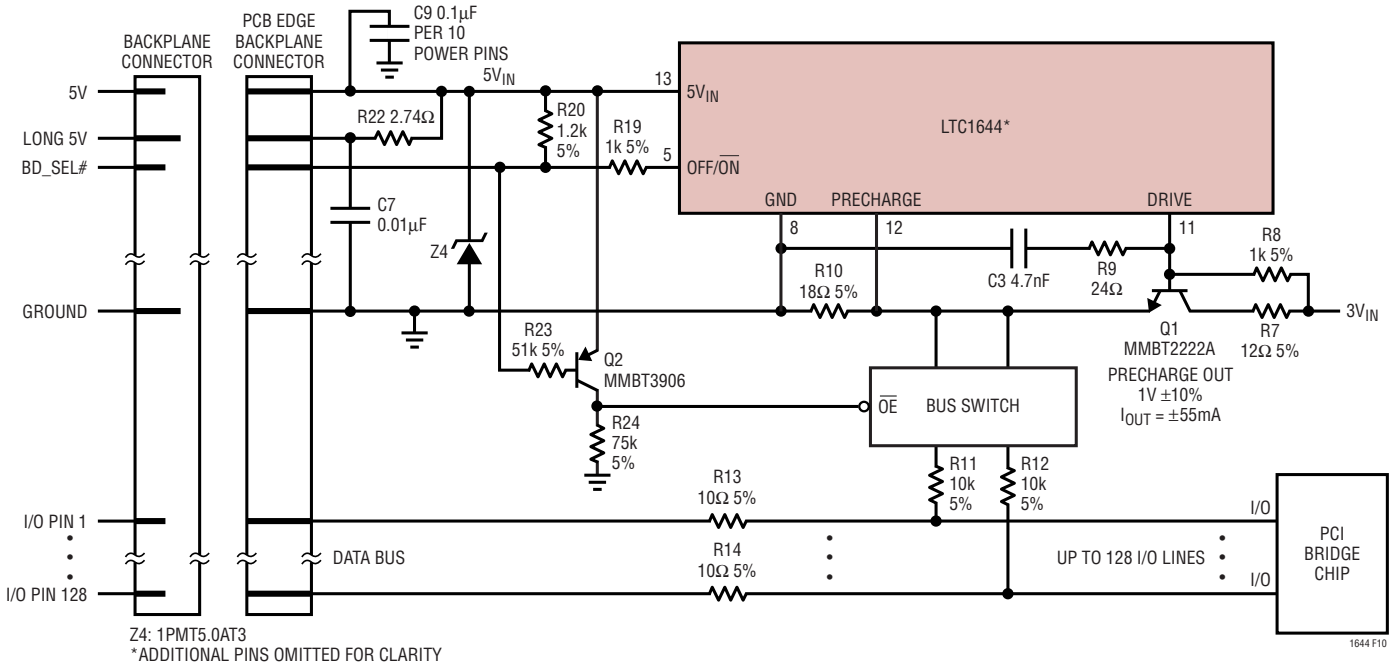 C9 0.1µF
PER 10
POWER PINS
PCB EDGE
BACKPLANE
CONNECTOR
BACKPLANE
CONNECTOR
5V
LONG 5V
BD_SEL#
GROUND
I/O PIN 1
I/O PIN 128
5VIN
R22 2.74Ω
C7
0.01µF
Z4
R20
1.2k
5%
R19
1k 5%
13
5
5VIN
OFF/O̅N̅
LTC1644*
GND
PRECHARGE
DRIVE
8
12
11
C3 4.7nF
R9
24Ω
R8
1k 5%
R10
18Ω 5%
R7
12Ω 5%
3VIN
Q1
MMBT2222A
PRECHARGE OUT
1V ±10%
IOUT = ±55mA
R23
51k 5%
Q2
MMBT3906
R24
75k
5%
O̅E̅
BUS SWITCH
R11
10k
5%
R12
10k
5%
R13
10Ω 5%
R14
10Ω 5%
DATA BUS
UP TO 128 I/O LINES
I/O
I/O
PCI
BRIDGE
CHIP
Z4: 1PMT5.0AT3
*ADDITIONAL PINS OMITTED FOR CLARITY
1644 F10